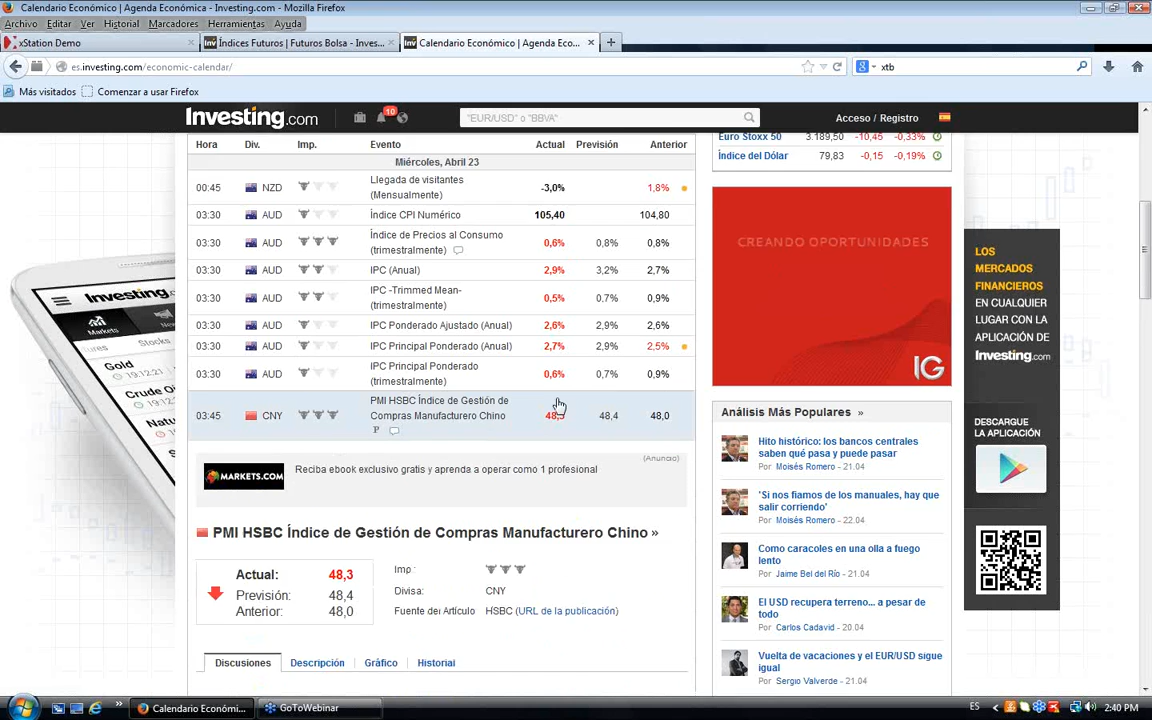 Calendario Económico | Agenda Económica - Investing.com - Mozilla Firefox
Archivo Editar Ver Historial Marcadores Herramientas Ayuda
xStation Demo
Índices Futuros | Futuros Bolsa - Inves...
Calendario Económico | Agenda Eco...
es.investing.com/economic-calendar/
xtb
Más visitados Comenzar a usar Firefox
Investing.com
10
"EUR/USD" o "BBVA"
Acceso / Registro
Hora Div. Imp. Evento Actual Previsión Anterior
Miércoles, Abril 23
00:45 NZD Llegada de visitantes (Mensualmente) -3,0% 1,8%
03:30 AUD Índice CPI Numérico 105,40 104,80
03:30 AUD Índice de Precios al Consumo (trimestralmente) 0,6% 0,8% 0,8%
03:30 AUD IPC (Anual) 2,9% 3,2% 2,7%
03:30 AUD IPC -Trimmed Mean- (trimestralmente) 0,5% 0,7% 0,9%
03:30 AUD IPC Ponderado Ajustado (Anual) 2,6% 2,9% 2,6%
03:30 AUD IPC Principal Ponderado (Anual) 2,7% 2,9% 2,5%
03:30 AUD IPC Principal Ponderado (trimestralmente) 0,6% 0,7% 0,9%
03:45 CNY PMI HSBC Índice de Gestión de Compras Manufacturero Chino P 48,3 48,4 48,0
(Anuncio)
MARKETS.COM
Reciba ebook exclusivo gratis y aprenda a operar como 1 profesional
PMI HSBC Índice de Gestión de Compras Manufacturero Chino »
Actual: 48,3
Previsión: 48,4
Anterior: 48,0
Imp.:
Divisa: CNY
Fuente del Artículo HSBC (URL de la publicación)
Discusiones Descripción Gráfico Historial
Euro Stoxx 50 3.189,50 -10,45 -0,33%
Índice del Dólar 79,83 -0,15 -0,19%
CREANDO OPORTUNIDADES
IG
Análisis Más Populares »
Hito histórico: los bancos centrales
saben qué pasa y puede pasar
Por Moisés Romero - 21.04
'Si nos fiamos de los manuales, hay que
salir corriendo'
Por Moisés Romero - 22.04
Como caracoles en una olla a fuego
lento
Por Jaime Bel del Río - 21.04
El USD recupera terreno... a pesar de
todo
Por Carlos Cadavid - 20.04
Vuelta de vacaciones y el EUR/USD sigue
igual
Por Sergio Valverde - 21.04
LOS
MERCADOS
FINANCIEROS
EN CUALQUIER
LUGAR CON LA
APLICACIÓN DE
Investing.com
DESCARGUE
LA APLICACIÓN
Investing
Markets
Stocks
Gold
19:12:21
Crude Oi
Calendario Económi...
GoToWebinar
ES
2:40 PM